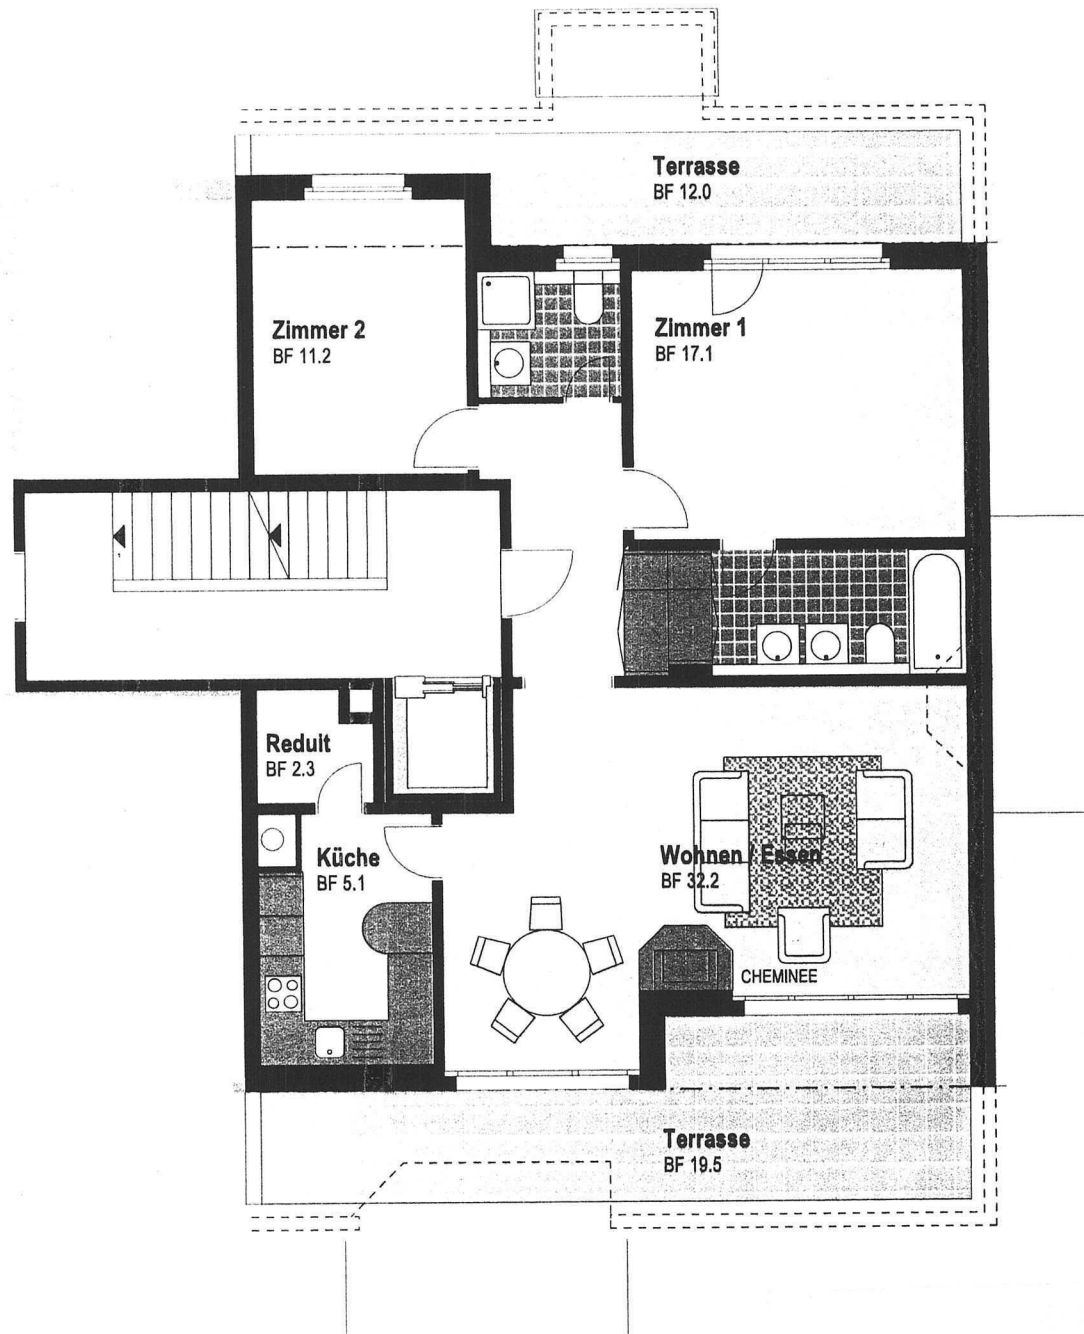 Terrasse
BF 12.0
Zimmer 2
BF 11.2
Zimmer 1
BF 17.1
Reduit
BF 2.3
Küche
BF 5.1
Wohnen / Essen
BF 32.2
CHEMINEE
Terrasse
BF 19.5